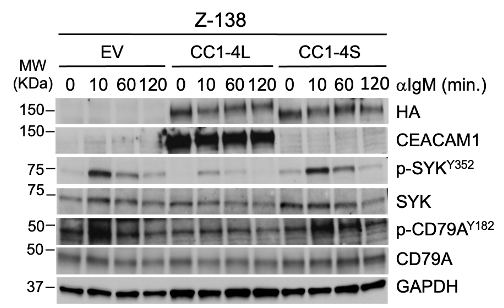 Z-138
EV CC1-4L CC1-4S
MW
(KDa)
0 10 60 120 0 10 60 120 0 10 60 120 αIgM (min.)
150 HA
150 CEACAM1
75 p-SYKY352
75 SYK
50 p-CD79AY182
50 CD79A
37 GAPDH